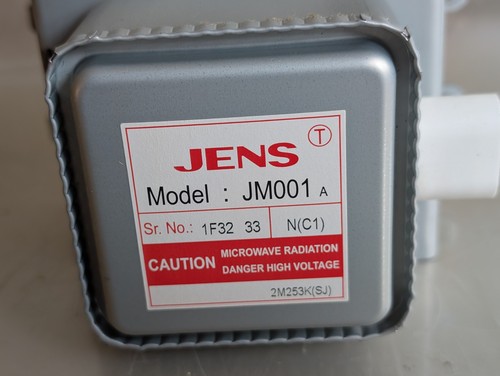 JENS T
Model : JM001 A
Sr. No.: 1F32 33 N(C1)
CAUTION MICROWAVE RADIATION
DANGER HIGH VOLTAGE
2M253K(SJ)